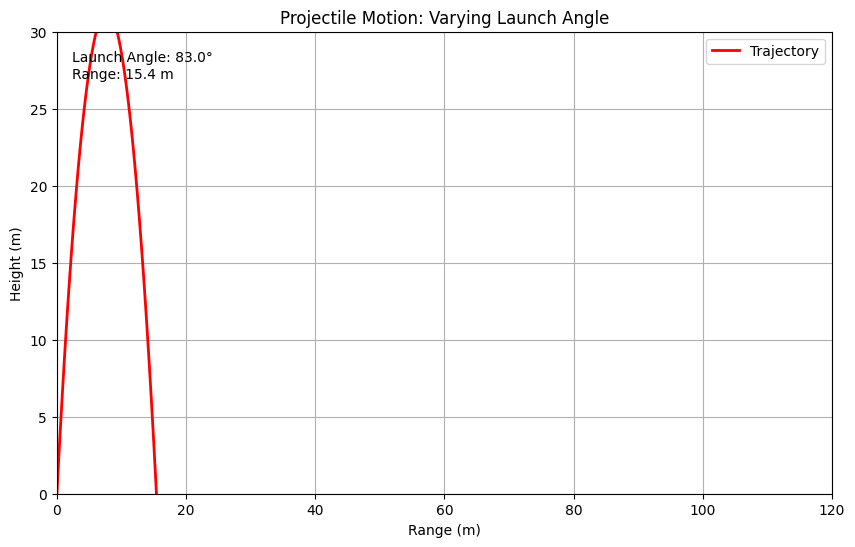 Projectile Motion: Varying Launch Angle
30
Launch Angle: 83.0°
Range: 15.4 m
Trajectory
25
20
15
10
5
0
Height (m)
0 20 40 60 80 100 120
Range (m)